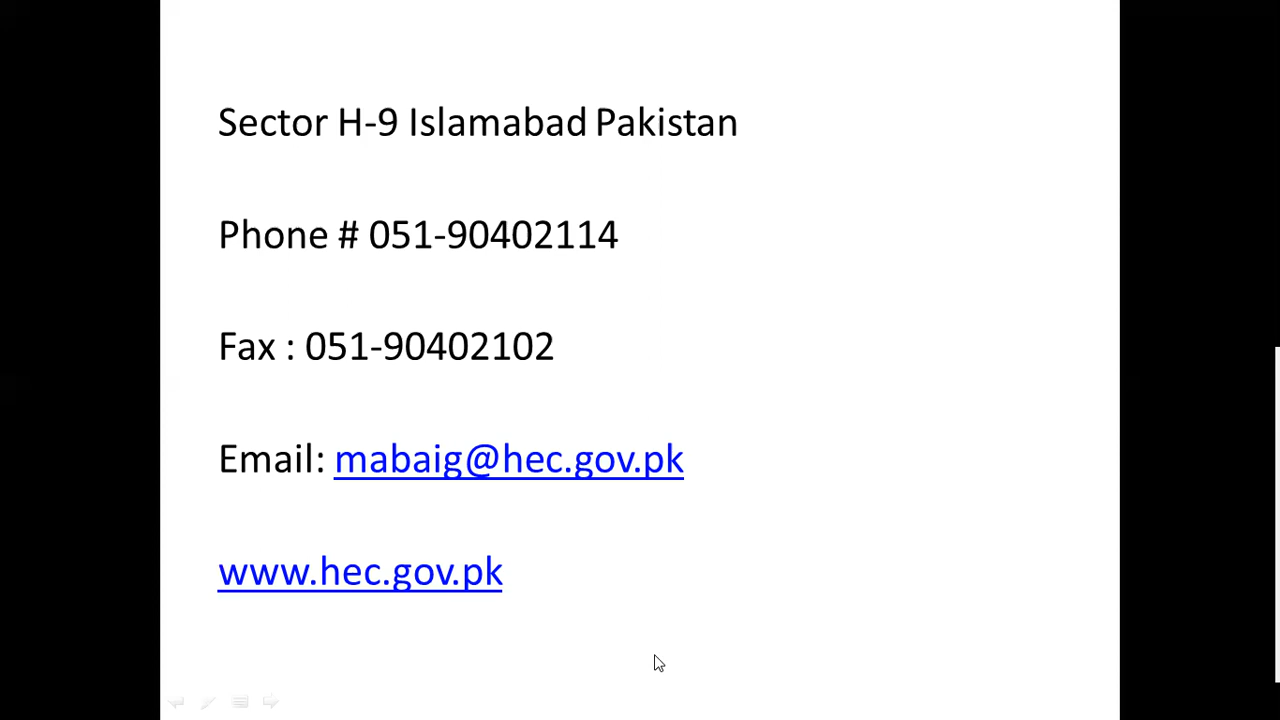 Sector H-9 Islamabad Pakistan
Phone # 051-90402114
Fax : 051-90402102
Email: mabaig@hec.gov.pk
www.hec.gov.pk